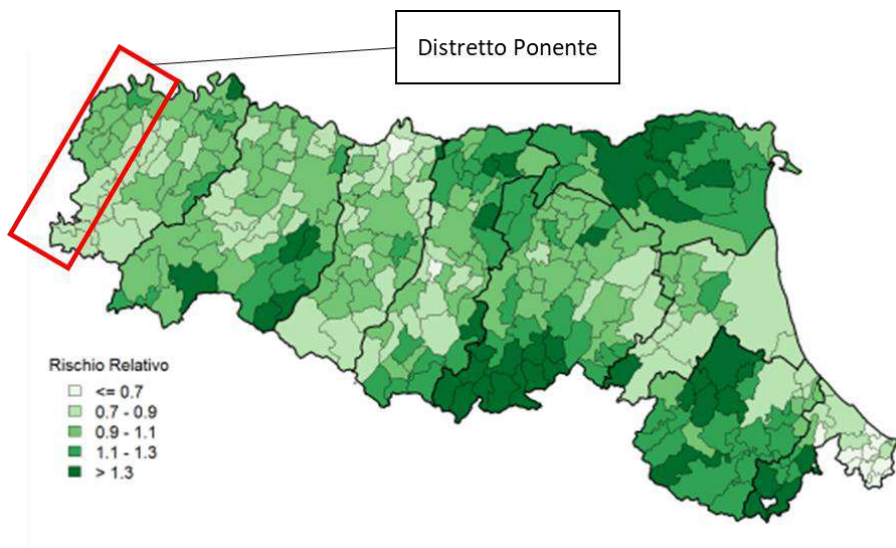 Distretto Ponente
Rischio Relativo
<= 0.7
0.7 - 0.9
0.9 - 1.1
1.1 - 1.3
> 1.3